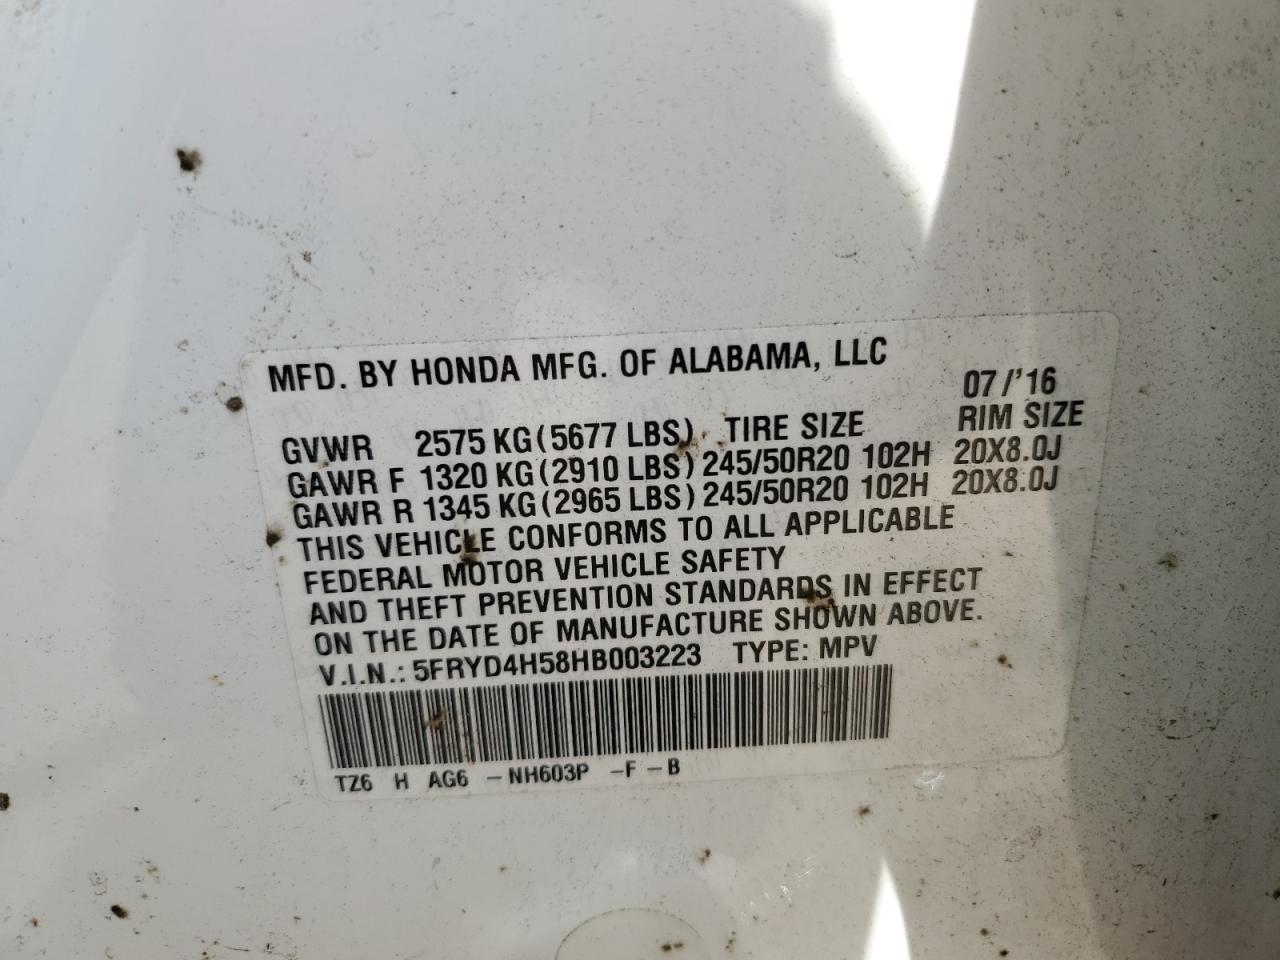 MFD. BY HONDA MFG. OF ALABAMA, LLC 07/'16
GVWR 2575 KG(5677 LBS) TIRE SIZE RIM SIZE
GAWR F 1320 KG(2910 LBS) 245/50R20 102H 20X8.0J
GAWR R 1345 KG(2965 LBS) 245/50R20 102H 20X8.0J
THIS VEHICLE CONFORMS TO ALL APPLICABLE
FEDERAL MOTOR VEHICLE SAFETY
AND THEFT PREVENTION STANDARDS IN EFFECT
ON THE DATE OF MANUFACTURE SHOWN ABOVE.
V.I.N.: 5FRYD4H58HB003223 TYPE: MPV
TZ6 H AG6 -NH603P -F-B